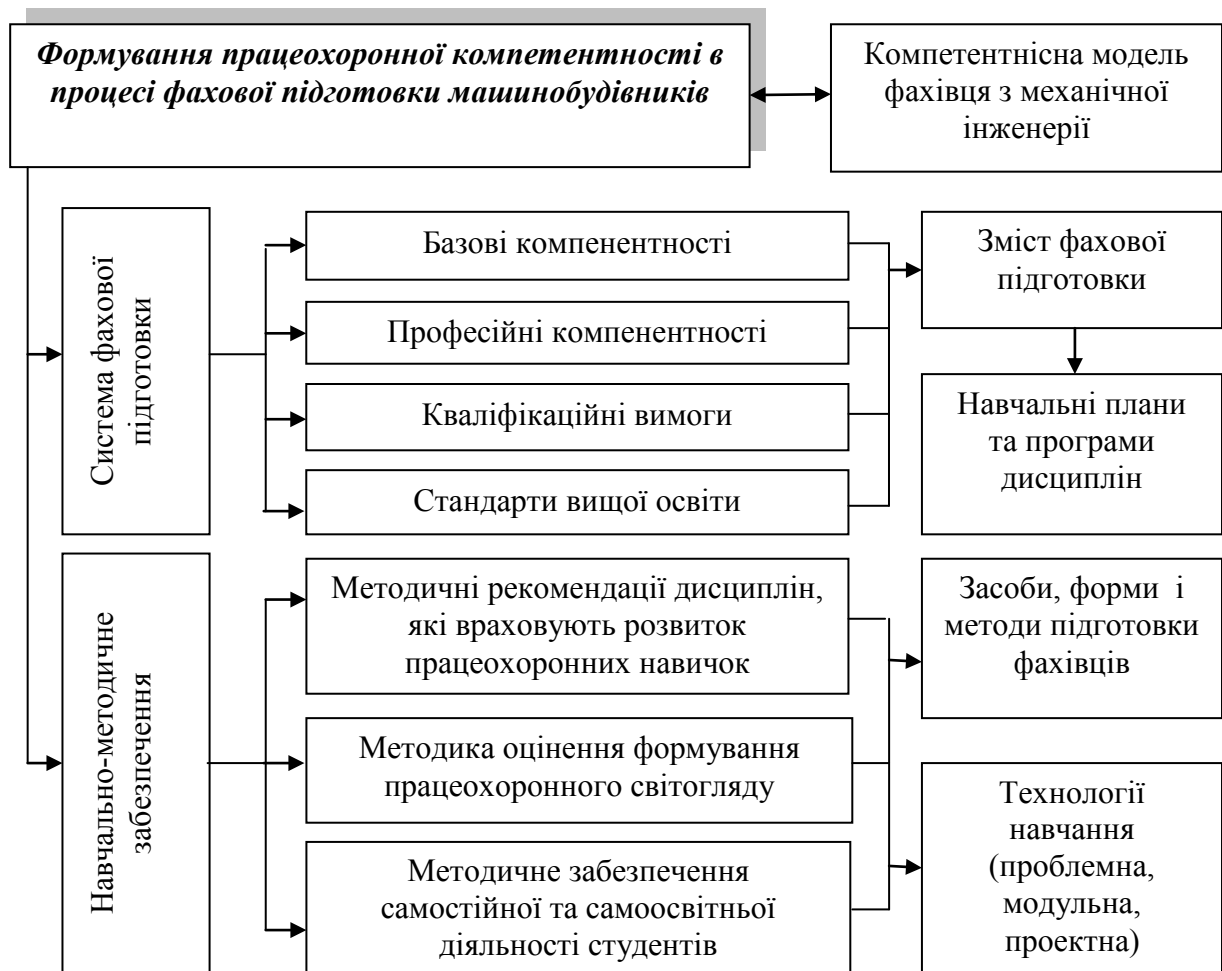 Формування працеохоронної компетентності в
процесі фахової підготовки машинобудівників
Компетентнісна модель
фахівця з механічної
інженерії
Система фахової
підготовки
Базові компенентності
Професійні компенентності
Кваліфікаційні вимоги
Стандарти вищої освіти
Зміст фахової
підготовки
Навчальні плани
та програми
дисциплін
Навчально-методичне
забезпечення
Методичні рекомендації дисциплін,
які враховують розвиток
працеохоронних навичок
Методика оцінення формування
працеохоронного світогляду
Методичне забезпечення
самостійної та самоосвітньої
діяльності студентів
Засоби, форми і
методи підготовки
фахівців
Технології
навчання
(проблемна,
модульна,
проектна)